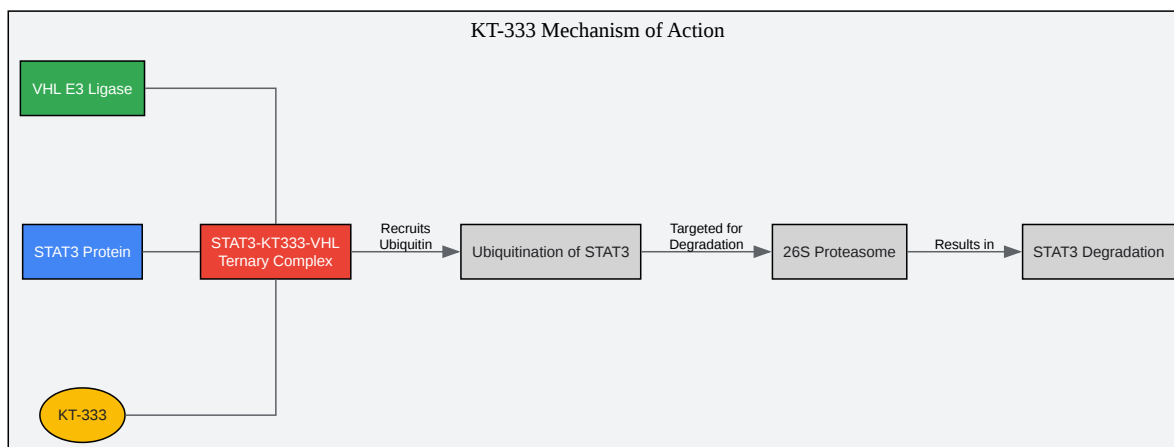 KT-333 Mechanism of Action
VHL E3 Ligase
STAT3 Protein
STAT3-KT333-VHL
Ternary Complex
Recruits
Ubiquitin
Ubiquitination of STAT3
Targeted for
Degradation
26S Proteasome
Results in
STAT3 Degradation
KT-333